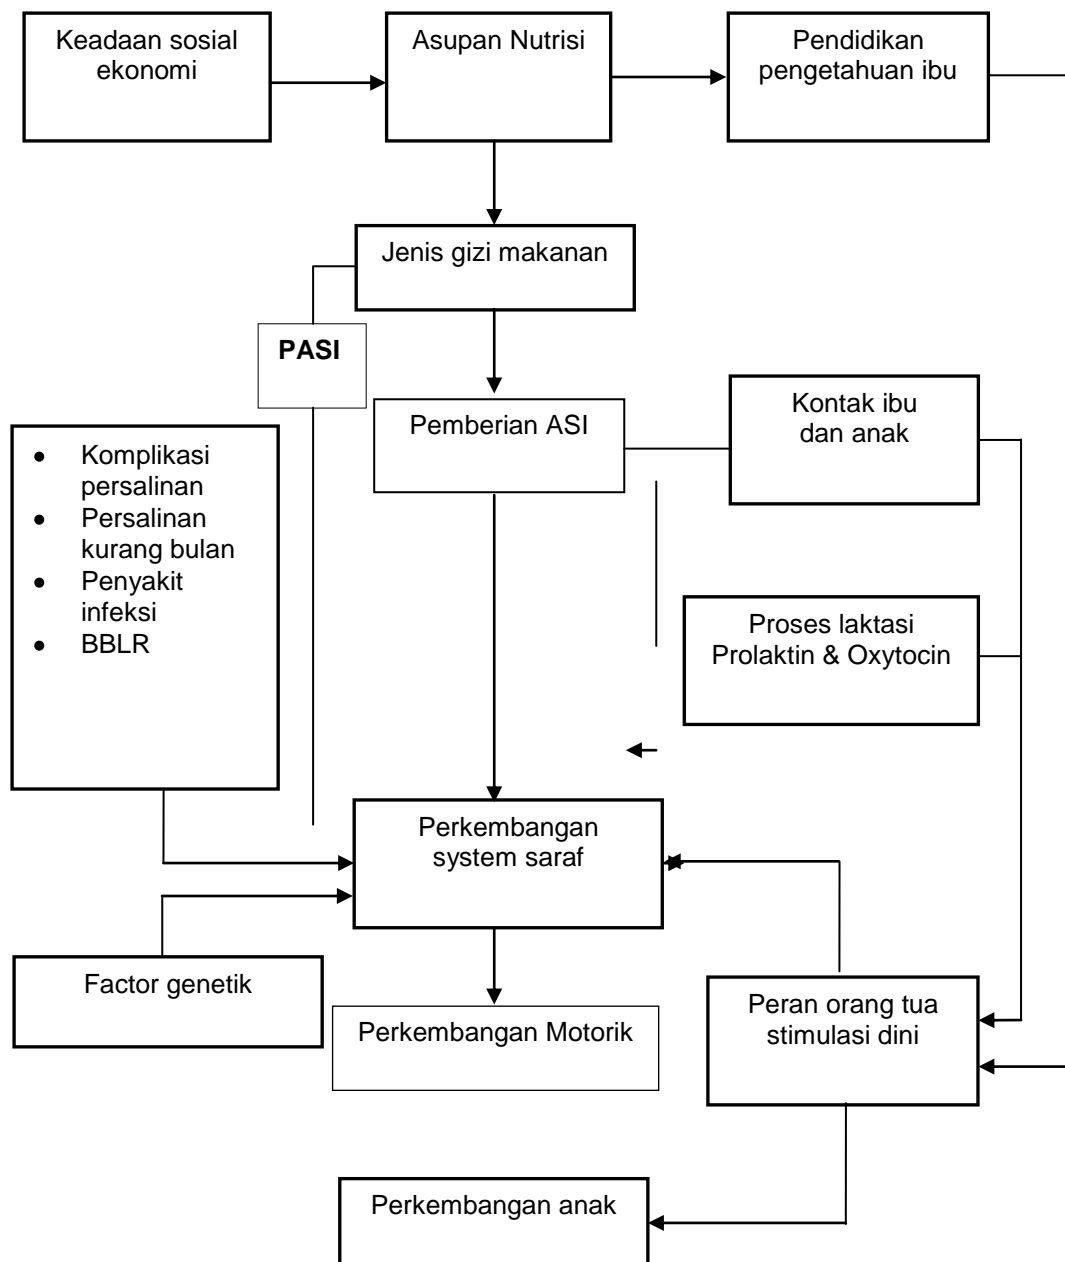 Keadaan sosial
ekonomi
Asupan Nutrisi
Pendidikan
pengetahuan ibu
Jenis gizi makanan
PASI
Pemberian ASI
Kontak ibu
dan anak
● Komplikasi
persalinan
● Persalinan
kurang bulan
● Penyakit
infeksi
● BBLR
Proses laktasi
Prolaktin & Oxytocin
Perkembangan
system saraf
Factor genetik
Perkembangan Motorik
Peran orang tua
stimulasi dini
Perkembangan anak